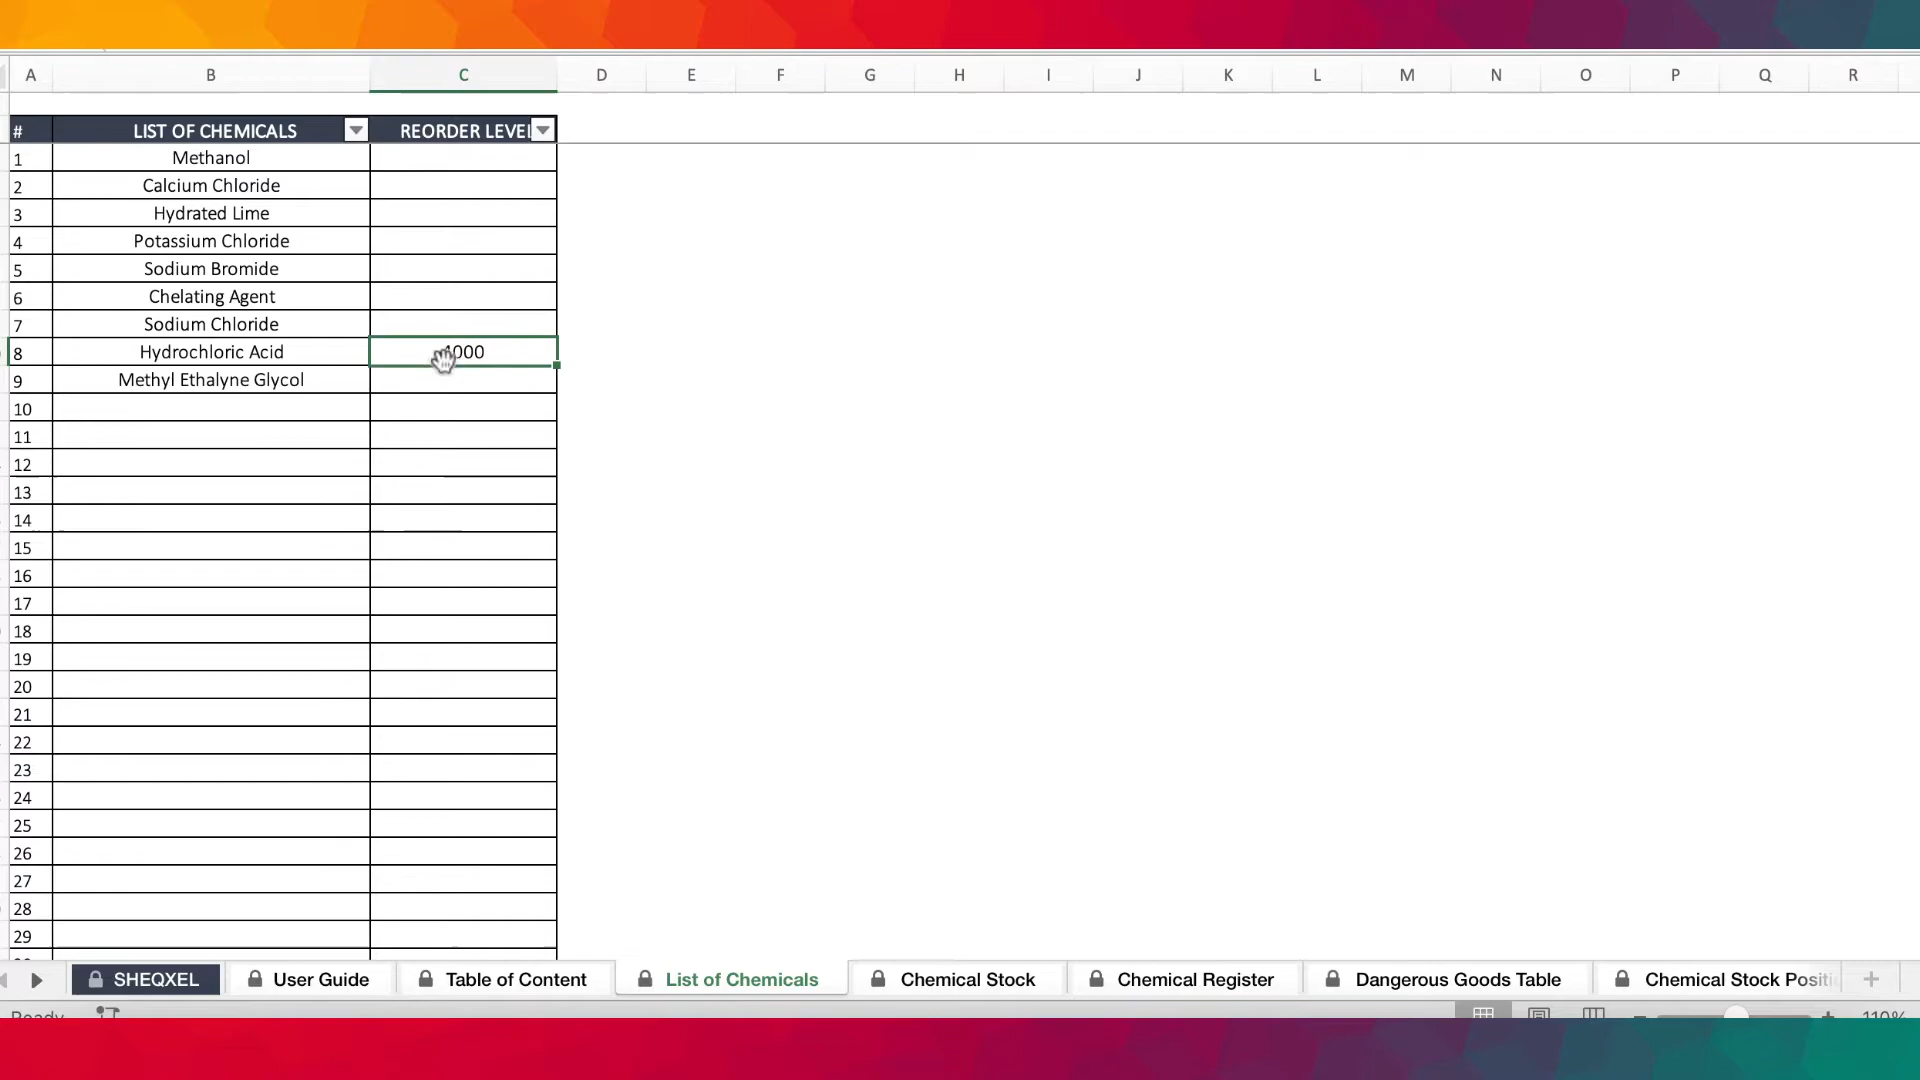 A B C D E F G H I J K L M N O P Q R
# LIST OF CHEMICALS REORDER LEVEL
1 Methanol
2 Calcium Chloride
3 Hydrated Lime
4 Potassium Chloride
5 Sodium Bromide
6 Chelating Agent
7 Sodium Chloride
8 Hydrochloric Acid
9 Methyl Ethalyne Glycol
10
11
12
13
14
15
16
17
18
19
20
21
22
23
24
25
26
27
28
29
SHEQXEL User Guide Table of Content List of Chemicals Chemical Stock Chemical Register Dangerous Goods Table Chemical Stock Positi
Ready 110%